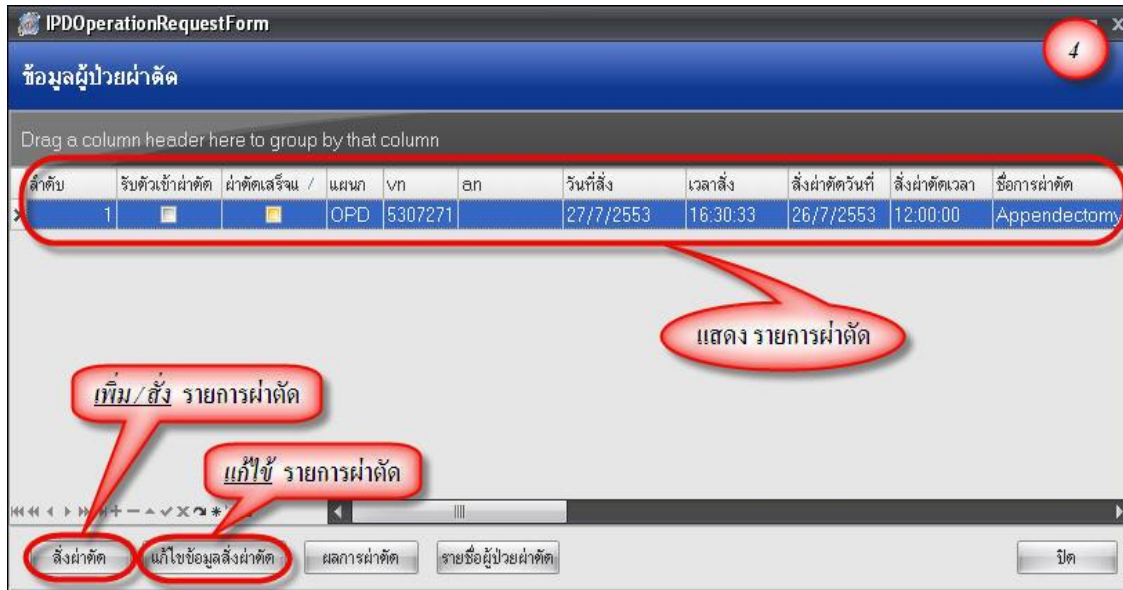 IPDOperationRequestForm
4
ข้อมูลผู้ป่วยผ่าตัด
Drag a column header here to group by that column
ลำดับ รับตัวเข้าผ่าตัด ผ่าตัดเสร็จแ / แผนก vn an วันที่สั่ง เวลาสั่ง สั่งผ่าตัดวันที่ สั่งผ่าตัดเวลา ชื่อการผ่าตัด
1 OPD 5307271 27/7/2553 16:30:33 26/7/2553 12:00:00 Appendectomy
แสดง รายการผ่าตัด
เพิ่ม/สั่ง รายการผ่าตัด
แก้ไข้ รายการผ่าตัด
สั่งผ่าตัด แก้ไขข้อมูลสั่งผ่าตัด ผลการผ่าตัด รายชื่อผู้ป่วยผ่าตัด ปิด